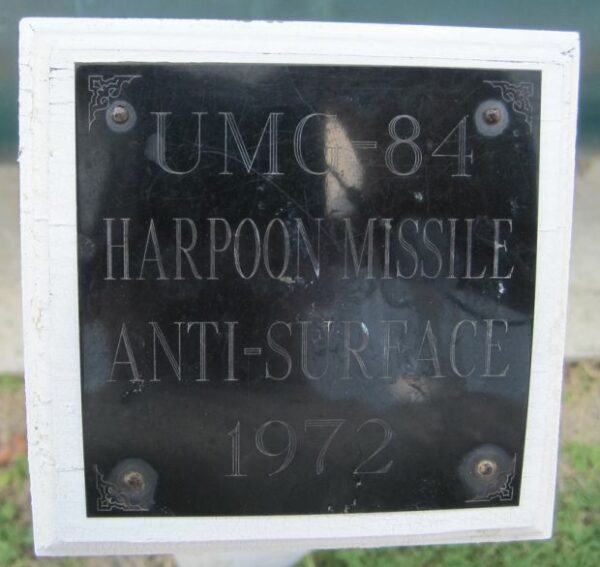 UMG-84
HARPOON MISSILE
ANTI-SURFACE
1972